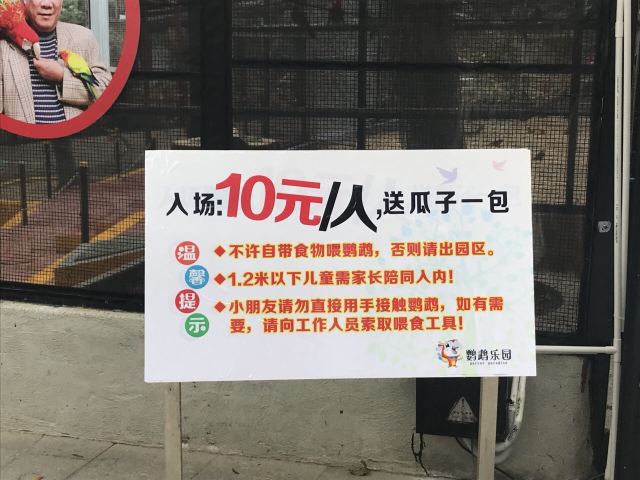 入场:10元/人,送瓜子一包
温馨提示
◆不许自带食物喂鹦鹉，否则请出园区。
◆1.2米以下儿童需家长陪同入内！
◆小朋友请勿直接用手接触鹦鹉，如有需
要，请向工作人员索取喂食工具！
鹦鹉乐园
parrot paradise